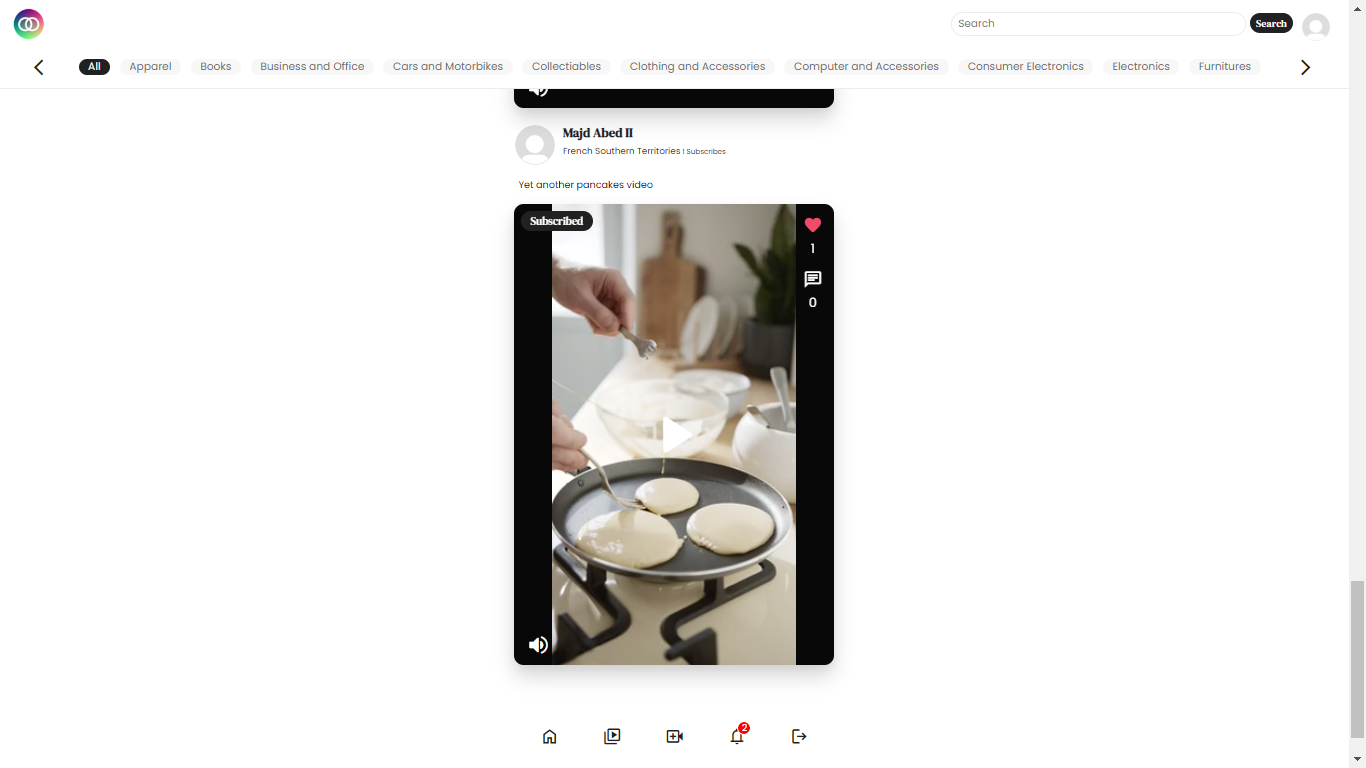 Search Search
All Apparel Books Business and Office Cars and Motorbikes Collectiables Clothing and Accessories Computer and Accessories Consumer Electronics Electronics Furnitures
Majd Abed II
French Southern Territories I Subscribes
Yet another pancakes video
Subscribed
1
0
2